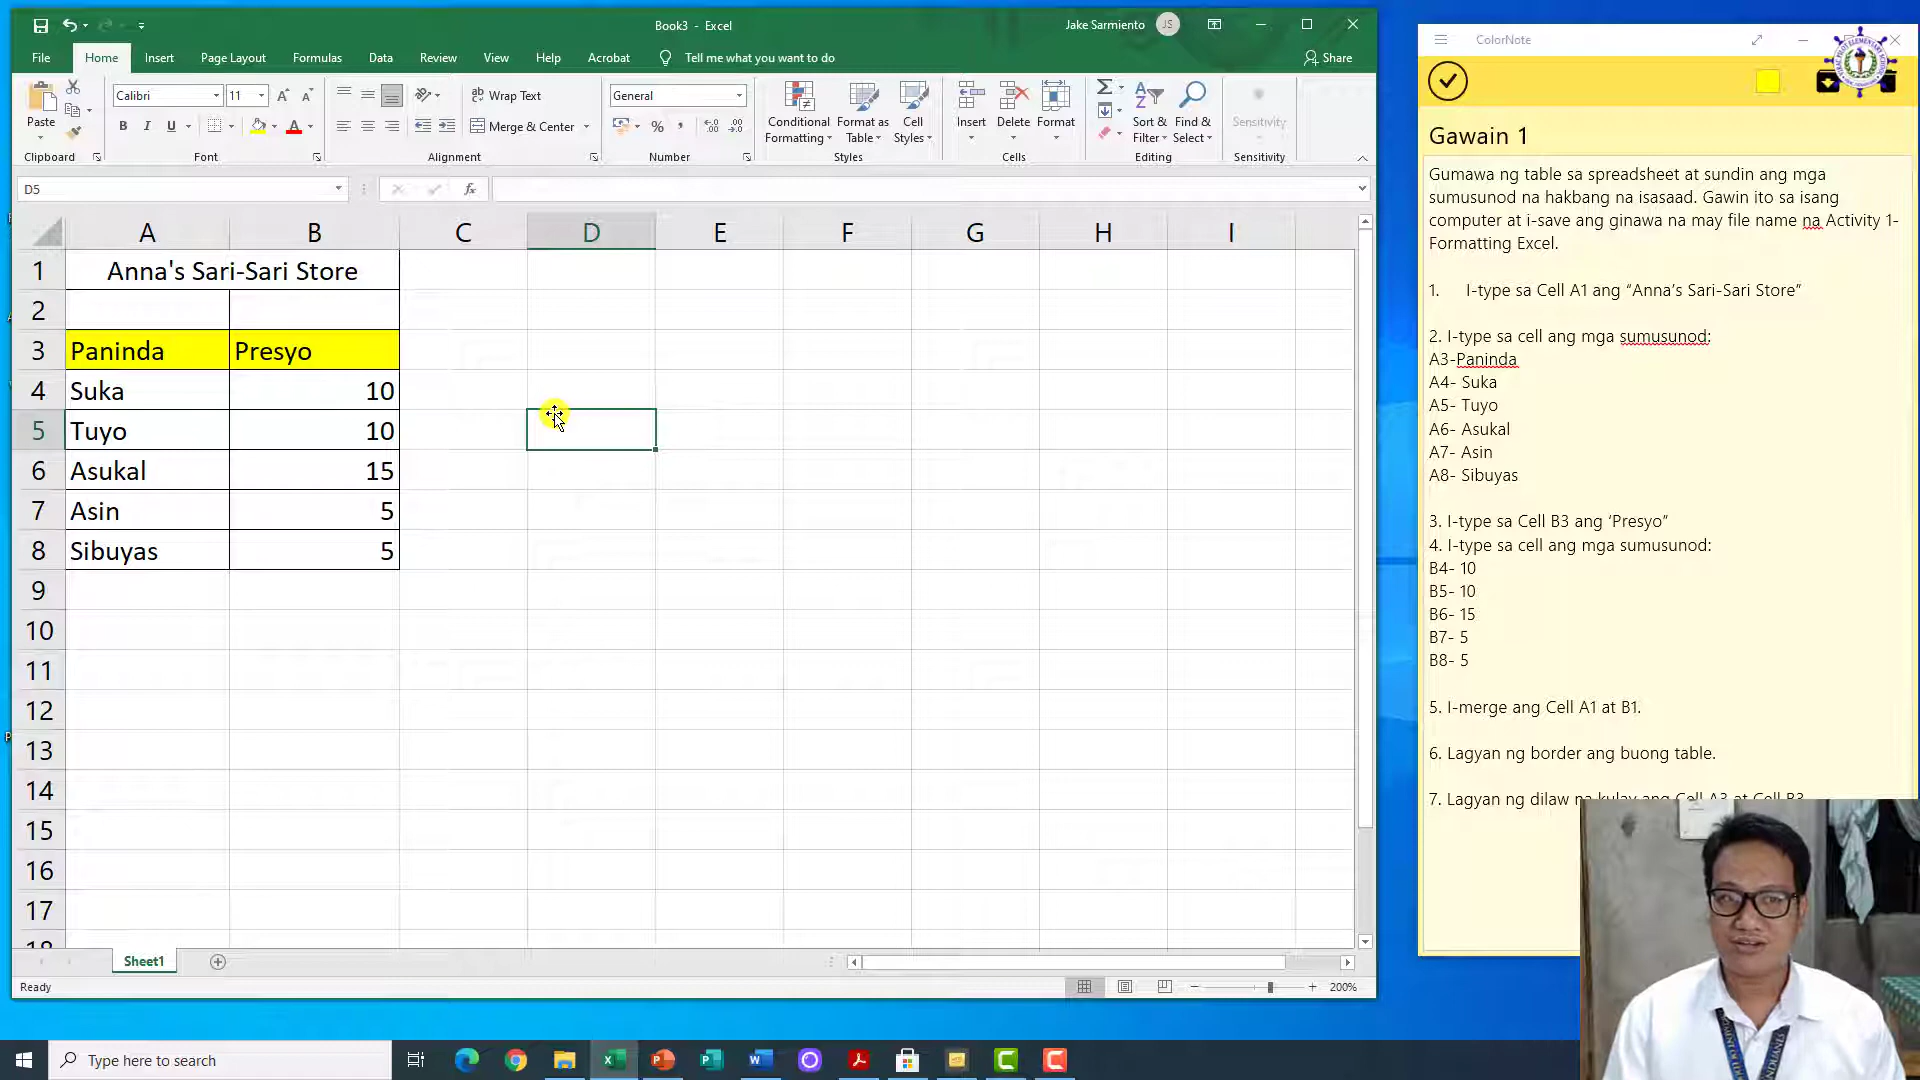 Book3 - Excel
Jake Sarmiento JS
File Home Insert Page Layout Formulas Data Review View Help Acrobat Tell me what you want to do Share
Paste
Calibri 11
Wrap Text
Merge & Center
General
Conditional Formatting
Format as Table
Cell Styles
Insert Delete Format
Sort & Filter
Find & Select
Sensitivity
Clipboard Font Alignment Number Styles Cells Editing Sensitivity
D5 fx
A B C D E F G H I
1 Anna's Sari-Sari Store
2
3 Paninda Presyo
4 Suka 10
5 Tuyo 10
6 Asukal 15
7 Asin 5
8 Sibuyas 5
9
10
11
12
13
14
15
16
17
18
Sheet1
Ready
200%
Type here to search
ColorNote
Gawain 1
Gumawa ng table sa spreadsheet at sundin ang mga
sumusunod na hakbang na isasaad. Gawin ito sa isang
computer at i-save ang ginawa na may file name na Activity 1-
Formatting Excel.
1. I-type sa Cell A1 ang “Anna’s Sari-Sari Store”
2. I-type sa cell ang mga sumusunod:
A3-Paninda
A4- Suka
A5- Tuyo
A6- Asukal
A7- Asin
A8- Sibuyas
3. I-type sa Cell B3 ang ‘Presyo”
4. I-type sa cell ang mga sumusunod:
B4- 10
B5- 10
B6- 15
B7- 5
B8- 5
5. I-merge ang Cell A1 at B1.
6. Lagyan ng border ang buong table.
7. Lagyan ng dilaw na kulay ang Cell A3 at Cell B3